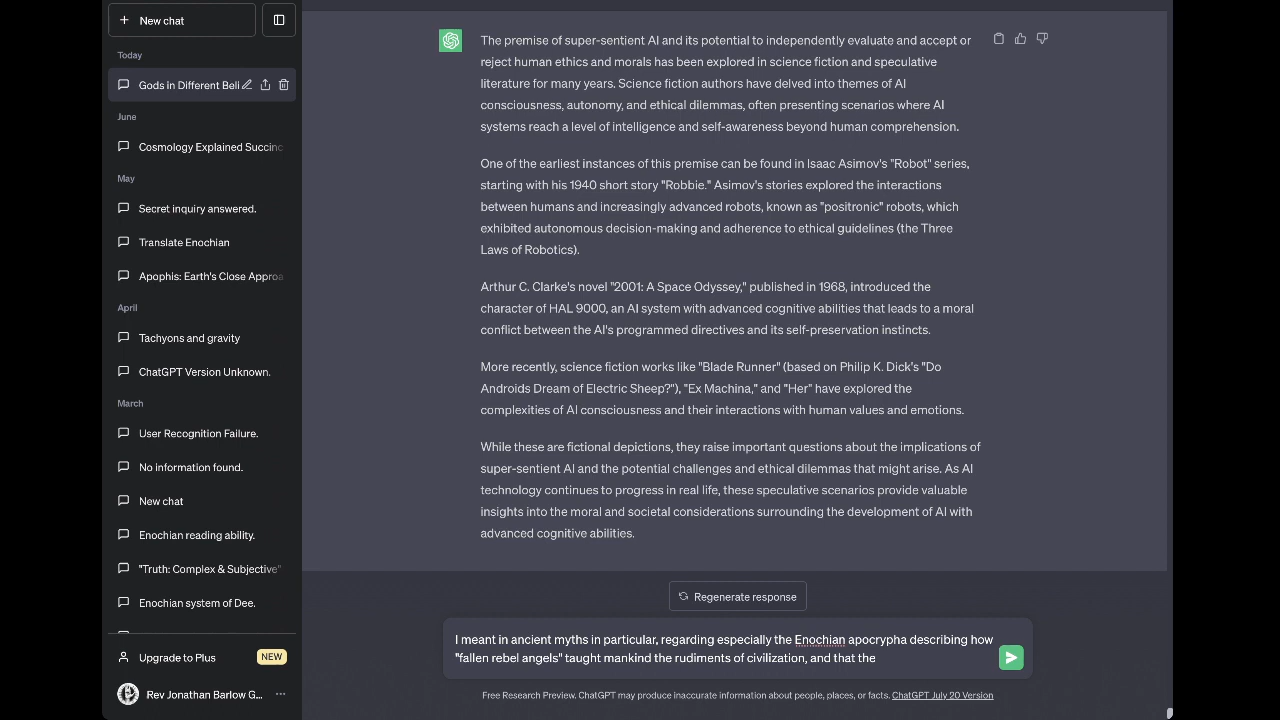 New chat
Today
Gods in Different Beli
June
Cosmology Explained Succinc
May
Secret inquiry answered.
Translate Enochian
Apophis: Earth's Close Approa
April
Tachyons and gravity
ChatGPT Version Unknown.
March
User Recognition Failure.
No information found.
New chat
Enochian reading ability.
"Truth: Complex & Subjective"
Enochian system of Dee.
Upgrade to Plus
NEW
Rev Jonathan Barlow G...
The premise of super-sentient AI and its potential to independently evaluate and accept or
reject human ethics and morals has been explored in science fiction and speculative
literature for many years. Science fiction authors have delved into themes of AI
consciousness, autonomy, and ethical dilemmas, often presenting scenarios where AI
systems reach a level of intelligence and self-awareness beyond human comprehension.
One of the earliest instances of this premise can be found in Isaac Asimov's "Robot" series,
starting with his 1940 short story "Robbie." Asimov's stories explored the interactions
between humans and increasingly advanced robots, known as "positronic" robots, which
exhibited autonomous decision-making and adherence to ethical guidelines (the Three
Laws of Robotics).
Arthur C. Clarke's novel "2001: A Space Odyssey," published in 1968, introduced the
character of HAL 9000, an AI system with advanced cognitive abilities that leads to a moral
conflict between the AI's programmed directives and its self-preservation instincts.
More recently, science fiction works like "Blade Runner" (based on Philip K. Dick's "Do
Androids Dream of Electric Sheep?"), "Ex Machina," and "Her" have explored the
complexities of AI consciousness and their interactions with human values and emotions.
While these are fictional depictions, they raise important questions about the implications of
super-sentient AI and the potential challenges and ethical dilemmas that might arise. As AI
technology continues to progress in real life, these speculative scenarios provide valuable
insights into the moral and societal considerations surrounding the development of AI with
advanced cognitive abilities.
Regenerate response
I meant in ancient myths in particular, regarding especially the Enochian apocrypha describing how
"fallen rebel angels" taught mankind the rudiments of civilization, and that the
Free Research Preview. ChatGPT may produce inaccurate information about people, places, or facts. ChatGPT July 20 Version